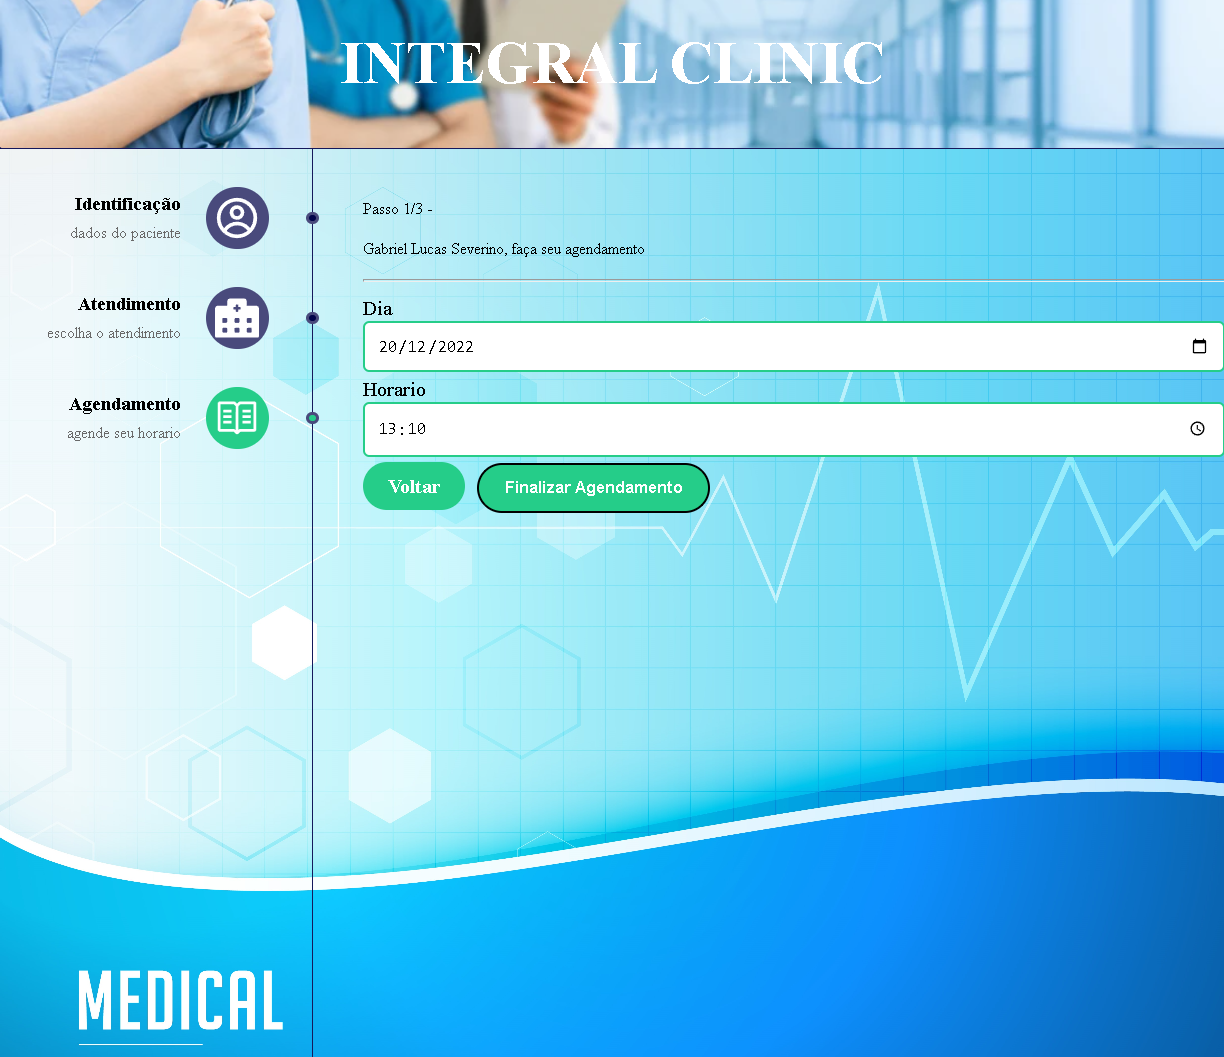 INTEGRAL CLINIC
Identificação
dados do paciente
Atendimento
escolha o atendimento
Agendamento
agende seu horario
Passo 1/3 -
Gabriel Lucas Severino, faça seu agendamento
Dia
20/12/2022
Horario
13:10
Voltar
Finalizar Agendamento
MEDICAL